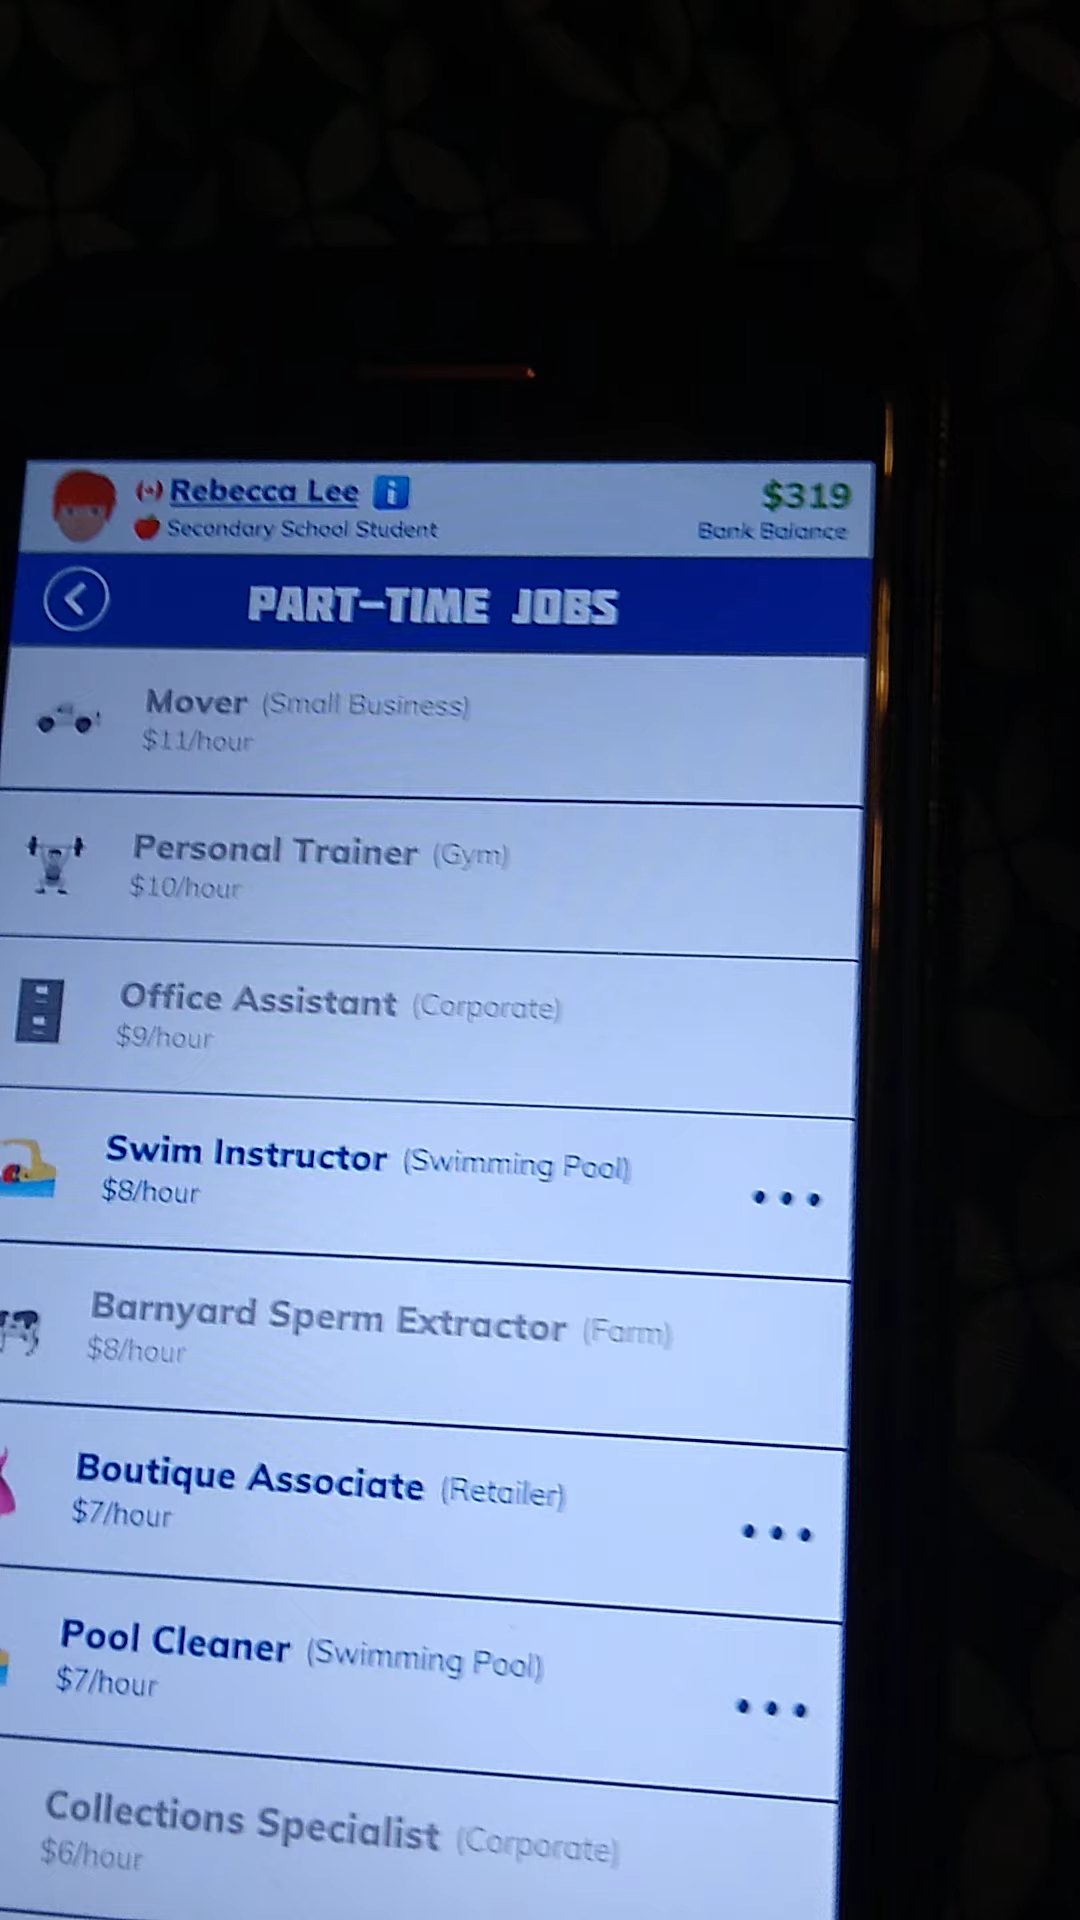 Rebecca Lee i
Secondary School Student
$319
Bank Balance
PART-TIME JOBS
Mover (Small Business)
$11/hour
Personal Trainer (Gym)
$10/hour
Office Assistant (Corporate)
$9/hour
Swim Instructor (Swimming Pool)
$8/hour
Barnyard Sperm Extractor (Farm)
$8/hour
Boutique Associate (Retailer)
$7/hour
Pool Cleaner (Swimming Pool)
$7/hour
Collections Specialist (Corporate)
$6/hour